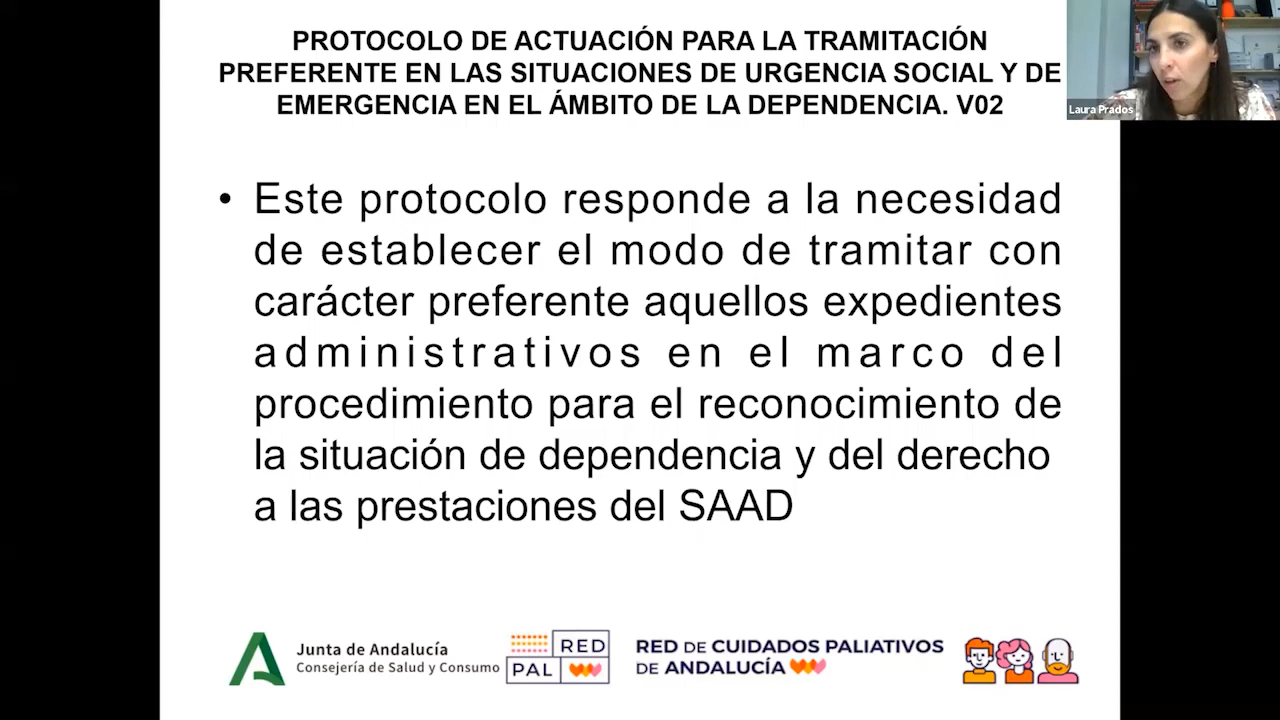 PROTOCOLO DE ACTUACIÓN PARA LA TRAMITACIÓN
PREFERENTE EN LAS SITUACIONES DE URGENCIA SOCIAL Y DE
EMERGENCIA EN EL ÁMBITO DE LA DEPENDENCIA. V02
Laura Prados
• Este protocolo responde a la necesidad
de establecer el modo de tramitar con
carácter preferente aquellos expedientes
administrativos en el marco del
procedimiento para el reconocimiento de
la situación de dependencia y del derecho
a las prestaciones del SAAD
Junta de Andalucía
Consejería de Salud y Consumo
RED
PAL
RED DE CUIDADOS PALIATIVOS
DE ANDALUCÍA